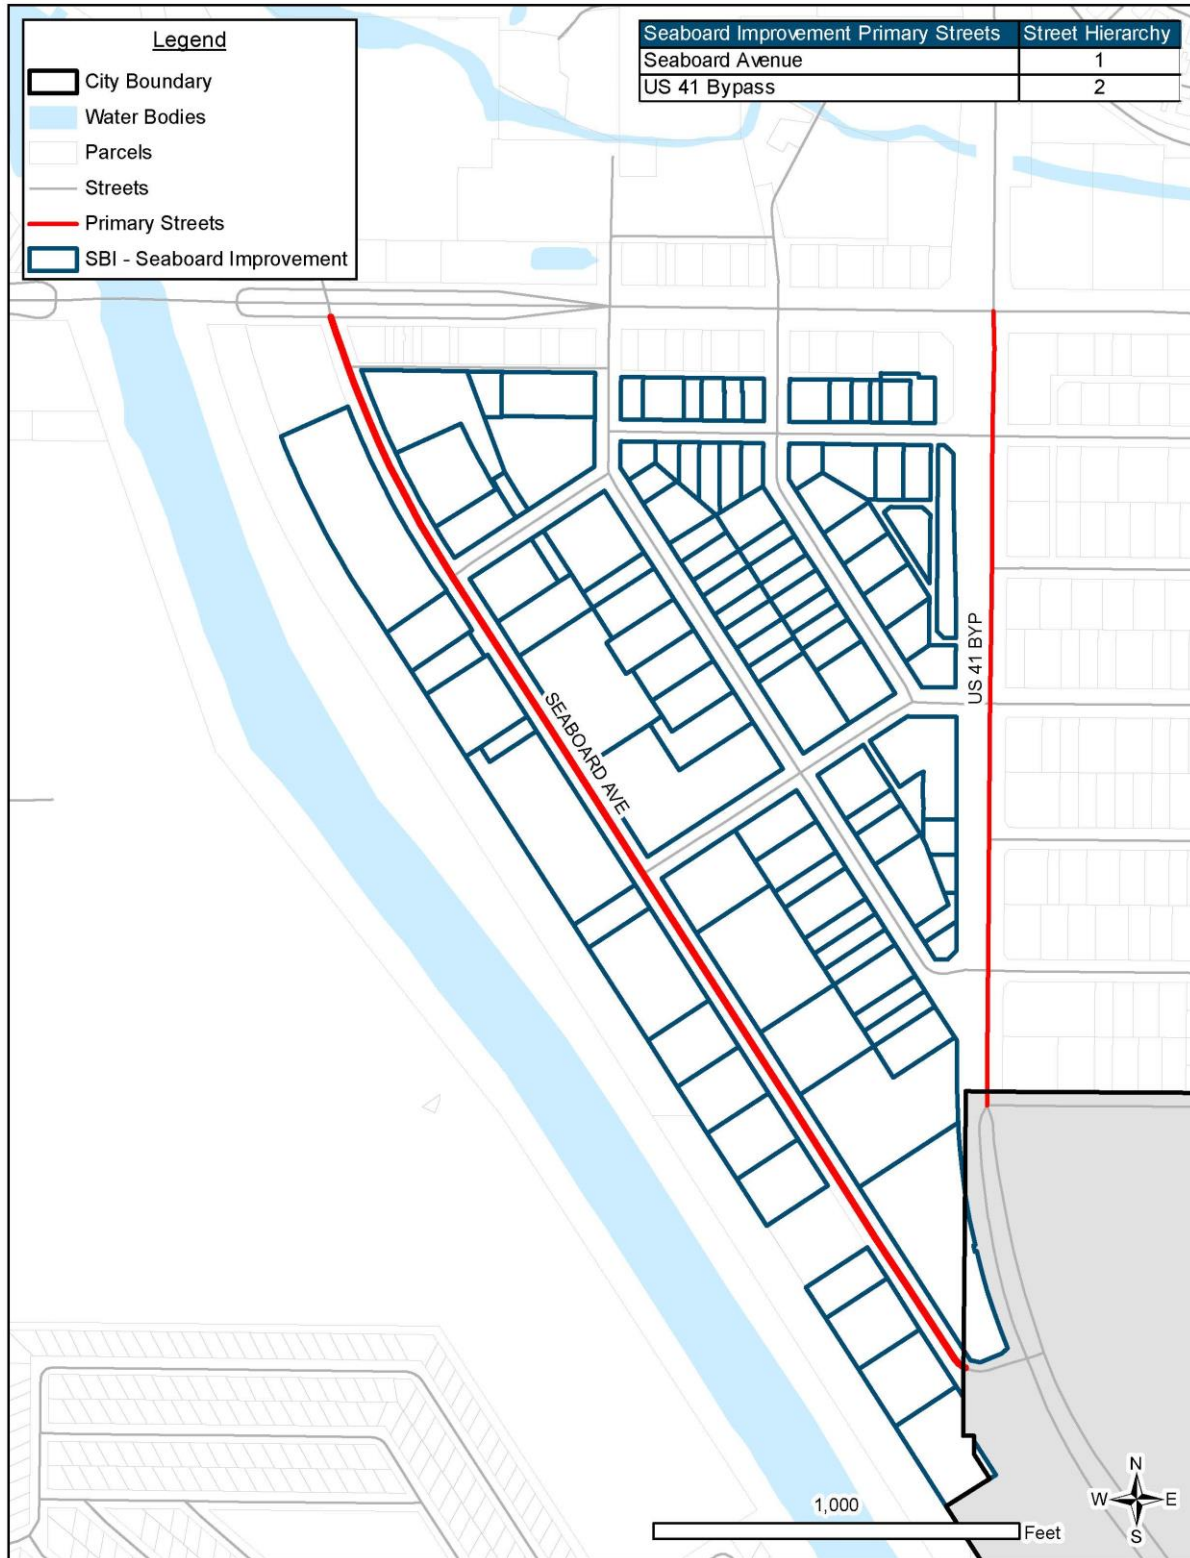 Legend
City Boundary
Water Bodies
Parcels
Streets
Primary Streets
SBI - Seaboard Improvement
Seaboard Improvement Primary Streets Street Hierarchy
Seaboard Avenue 1
US 41 Bypass 2
US 41 BYP
SEABOARD AVE
1,000
Feet
N
W E
S